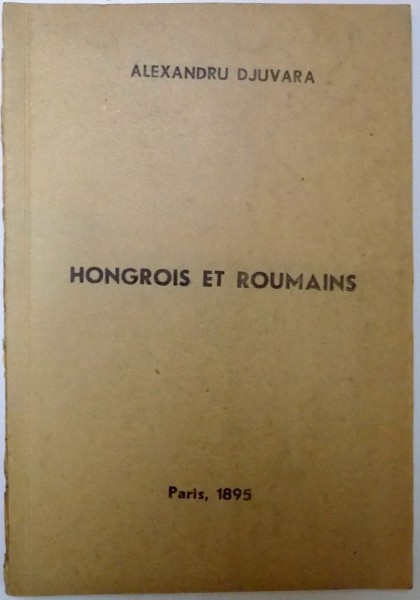 ALEXANDRU DJUVARA
HONGROIS ET ROUMAINS
Paris, 1895